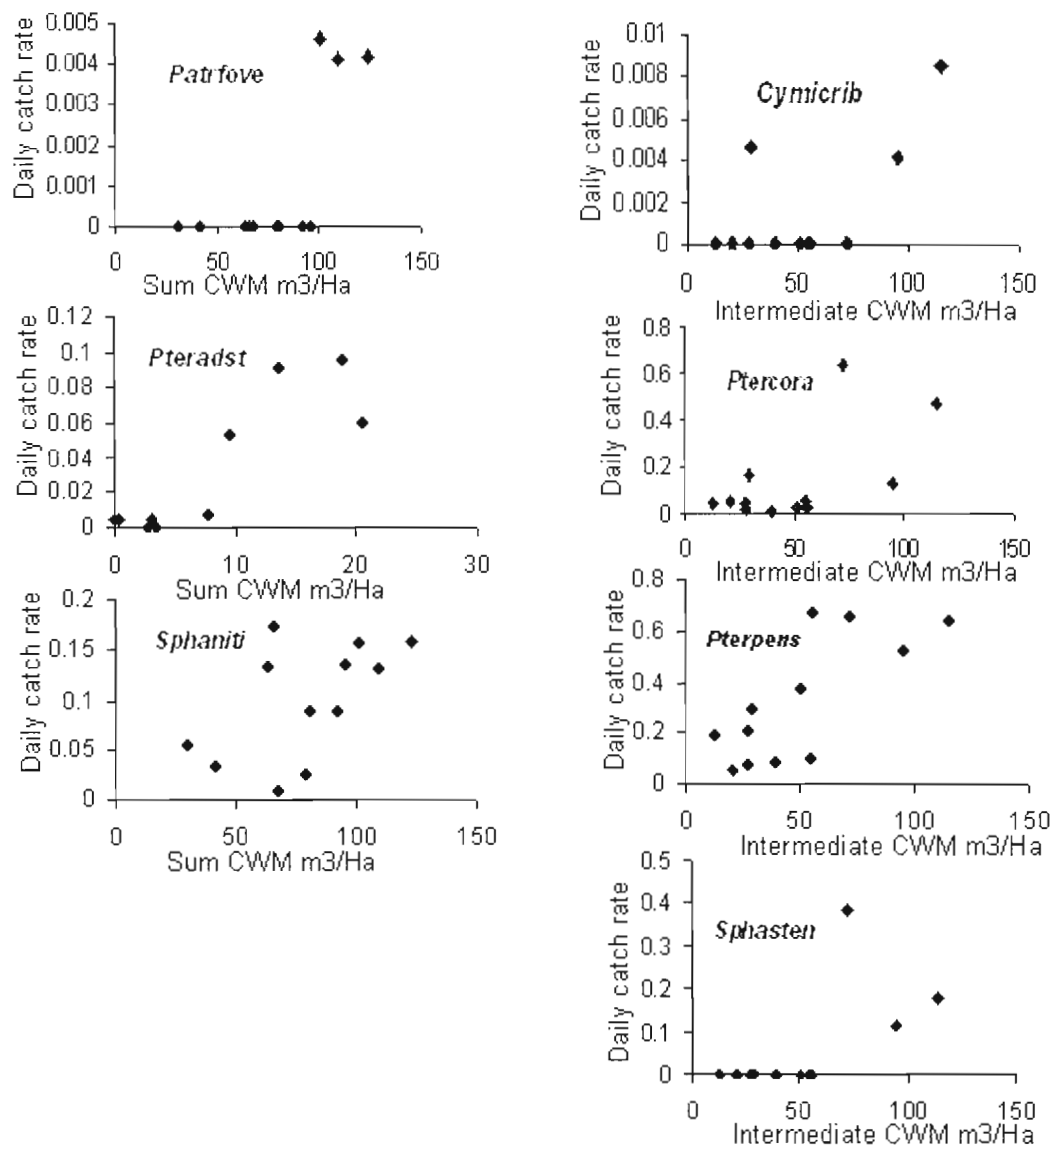 Daily catch rate
0.005
0.004
0.003
0.002
0.001
0
Patrfove
0 50 100 150
Sum CWM m3/Ha
Daily catch rate
0.01
0.008
0.006
0.004
0.002
0
Cymicrib
0 50 100 150
Intermediate CWM m3/Ha
Daily catch rate
0.12
0.1
0.08
0.06
0.04
0.02
0
Pteradst
0 10 20 30
Sum CWM m3/Ha
Daily catch rate
0.8
0.6
0.4
0.2
0
Ptercora
0 50 100 150
Intermediate CWM m3/Ha
Daily catch rate
0.2
0.15
0.1
0.05
0
Sphaniti
0 50 100 150
Sum CWM m3/Ha
Daily catch rate
0.8
0.6
0.4
0.2
0
Pterpens
0 50 100 150
Intermediate CWM m3/Ha
Daily catch rate
0.5
0.4
0.3
0.2
0.1
0
Sphasten
0 50 100 150
Intermediate CWM m3/Ha